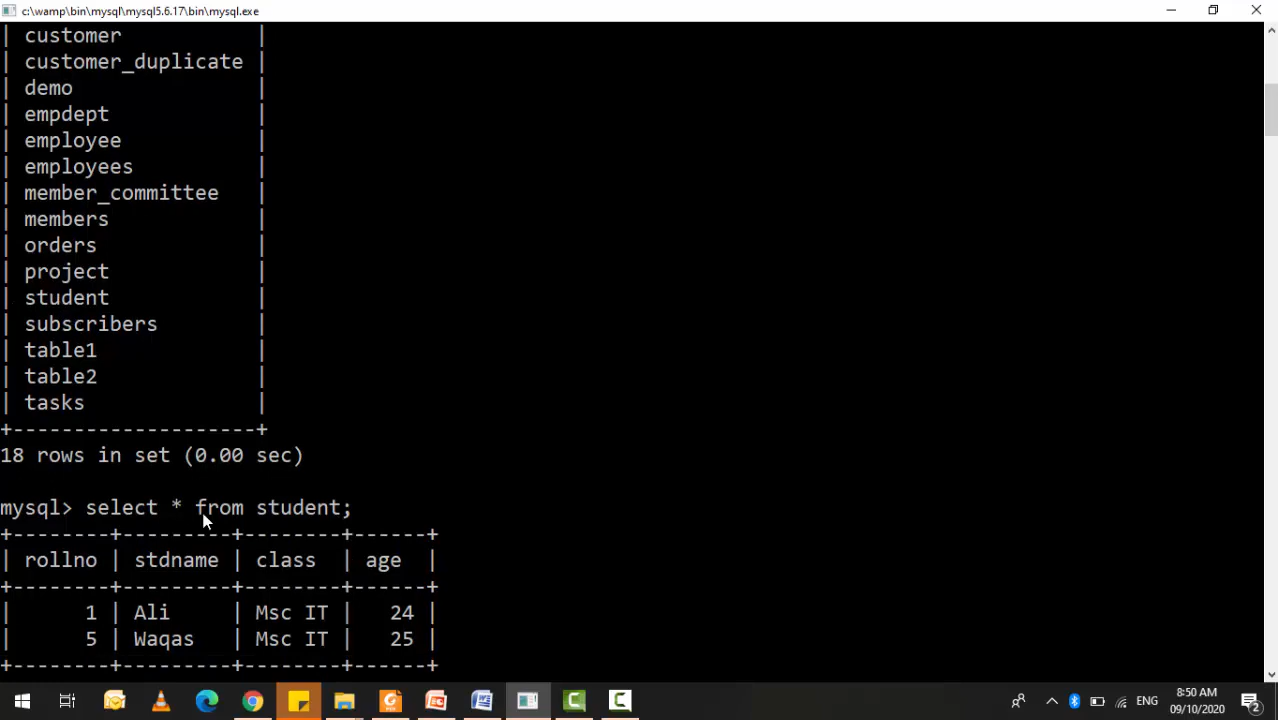 c:\wamp\bin\mysql\mysql5.6.17\bin\mysql.exe
| customer           |
| customer_duplicate |
| demo               |
| empdept            |
| employee           |
| employees          |
| member_committee   |
| members            |
| orders             |
| project            |
| student            |
| subscribers        |
| table1             |
| table2             |
| tasks              |
+--------------------+
18 rows in set (0.00 sec)
mysql> select * from student;
+--------+---------+--------+------+
| rollno | stdname | class  | age  |
+--------+---------+--------+------+
|      1 | Ali     | Msc IT |   24 |
|      5 | Waqas   | Msc IT |   25 |
+--------+---------+--------+------+
ENG
8:50 AM
09/10/2020
2